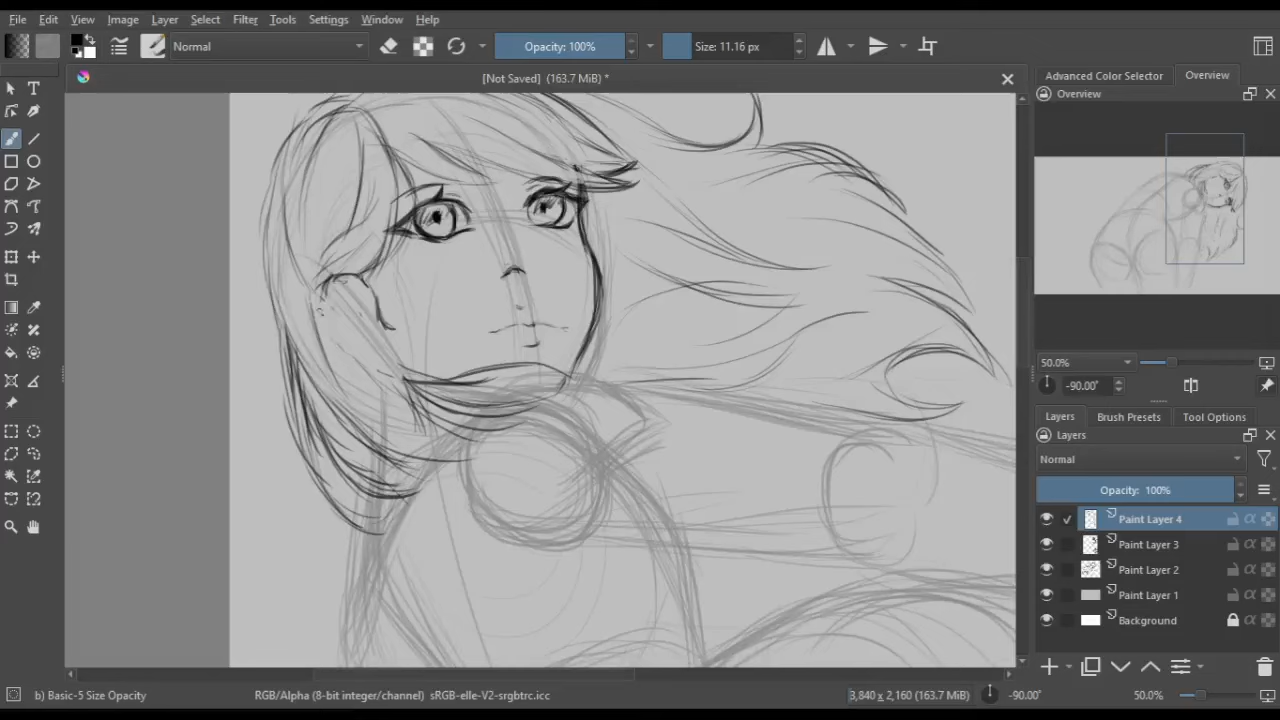 File Edit View Image Layer Select Filter Tools Settings Window Help
Normal Opacity: 100% Size: 11.16 px
[Not Saved] (163.7 MiB) *
Advanced Color Selector Overview
Overview
50.0%
-90.00°
Layers Brush Presets Tool Options
Layers
Normal
Opacity: 100%
Paint Layer 4
Paint Layer 3
Paint Layer 2
Paint Layer 1
Background
b) Basic-5 Size Opacity RGB/Alpha (8-bit integer/channel) sRGB-elle-V2-srgbtrc.icc 3,840 x 2,160 (163.7 MiB) -90.00° 50.0%